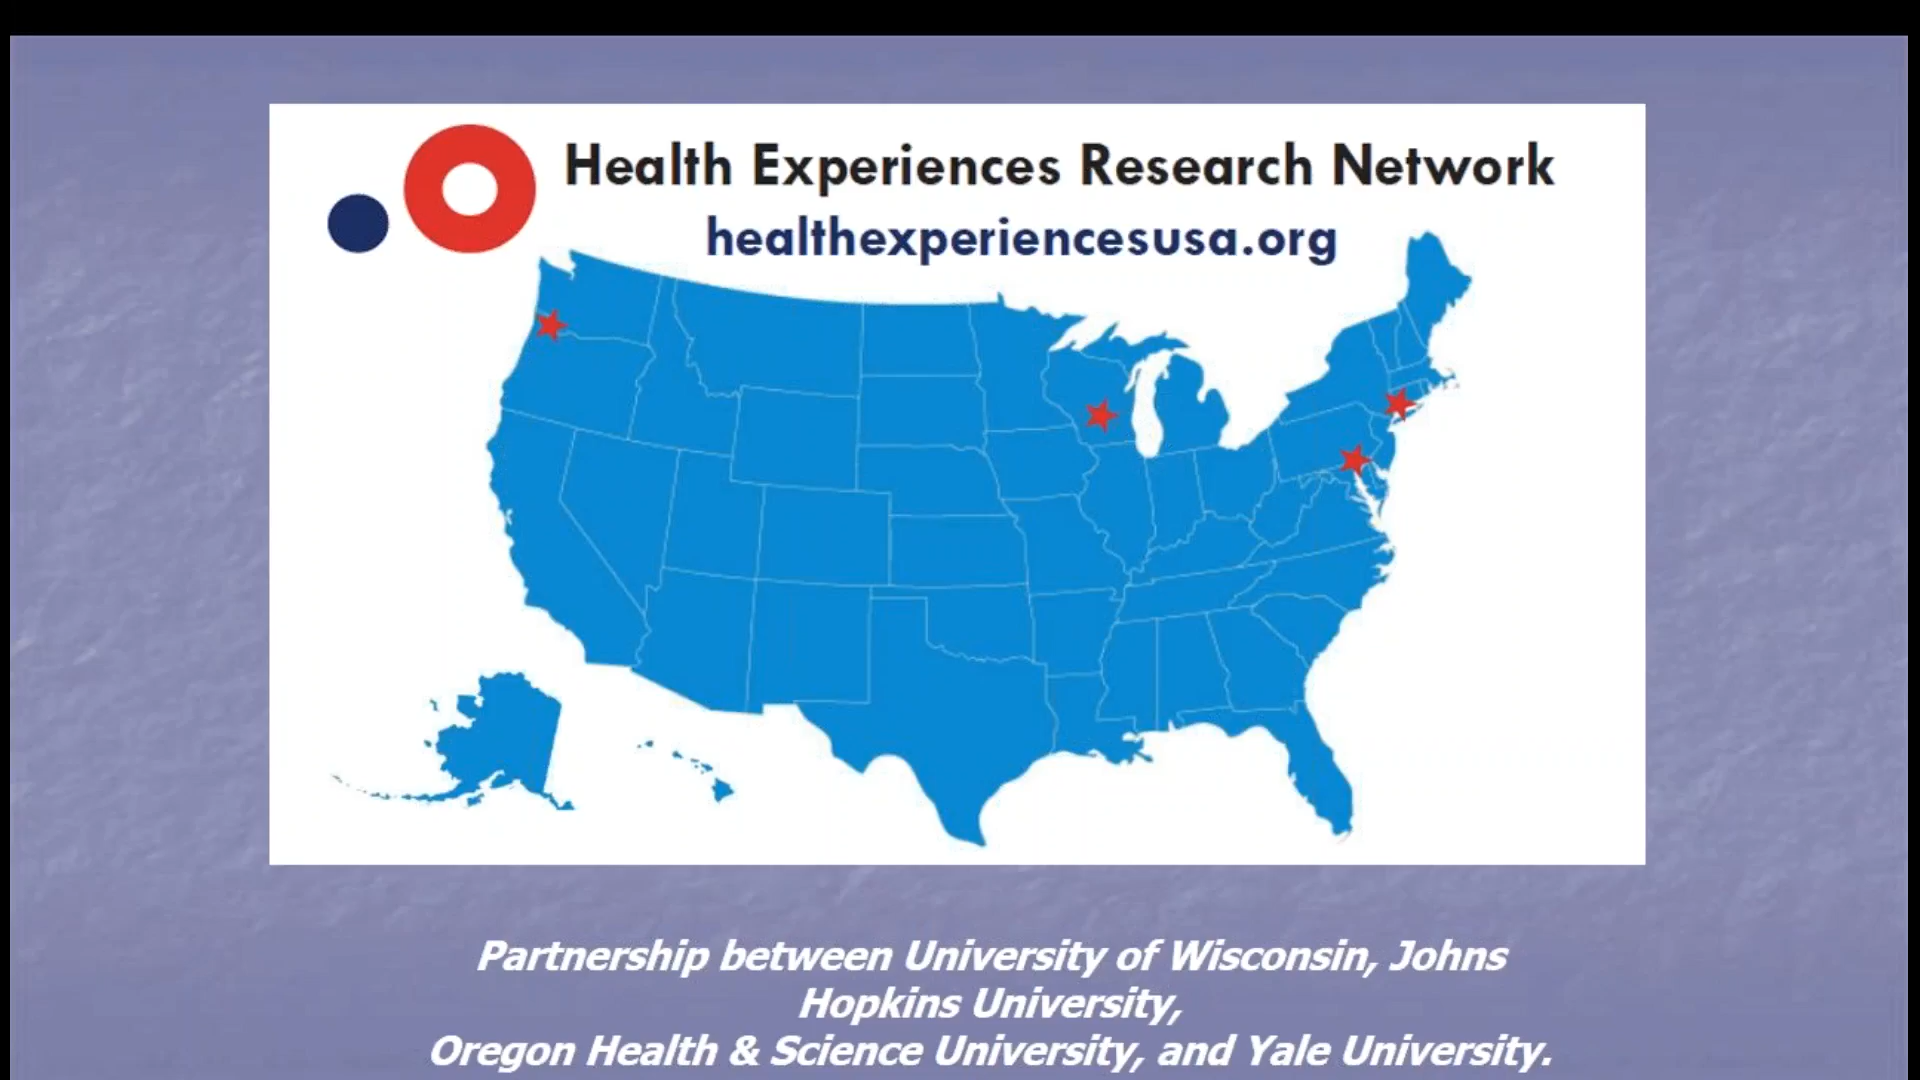 Health Experiences Research Network
healthexperiencesusa.org
Partnership between University of Wisconsin, Johns
Hopkins University,
Oregon Health & Science University, and Yale University.